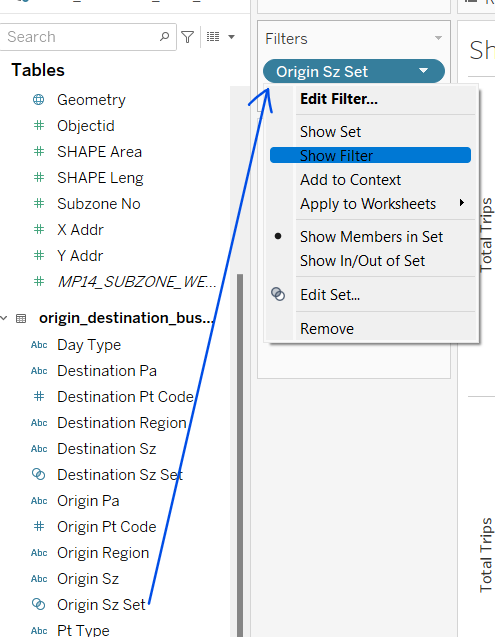 Search
Tables
Geometry
Objectid
SHAPE Area
SHAPE Leng
Subzone No
X Addr
Y Addr
MP14_SUBZONE_WE...
origin_destination_bus...
Abc Day Type
Abc Destination Pa
Destination Pt Code
Abc Destination Region
Abc Destination Sz
Destination Sz Set
Abc Origin Pa
Origin Pt Code
Abc Origin Region
Abc Origin Sz
Origin Sz Set
Abc Pt Type
Filters
Origin Sz Set
Edit Filter...
Show Set
Show Filter
Add to Context
Apply to Worksheets
Show Members in Set
Show In/Out of Set
Edit Set...
Remove
Sh
Total Trips
Total Trips